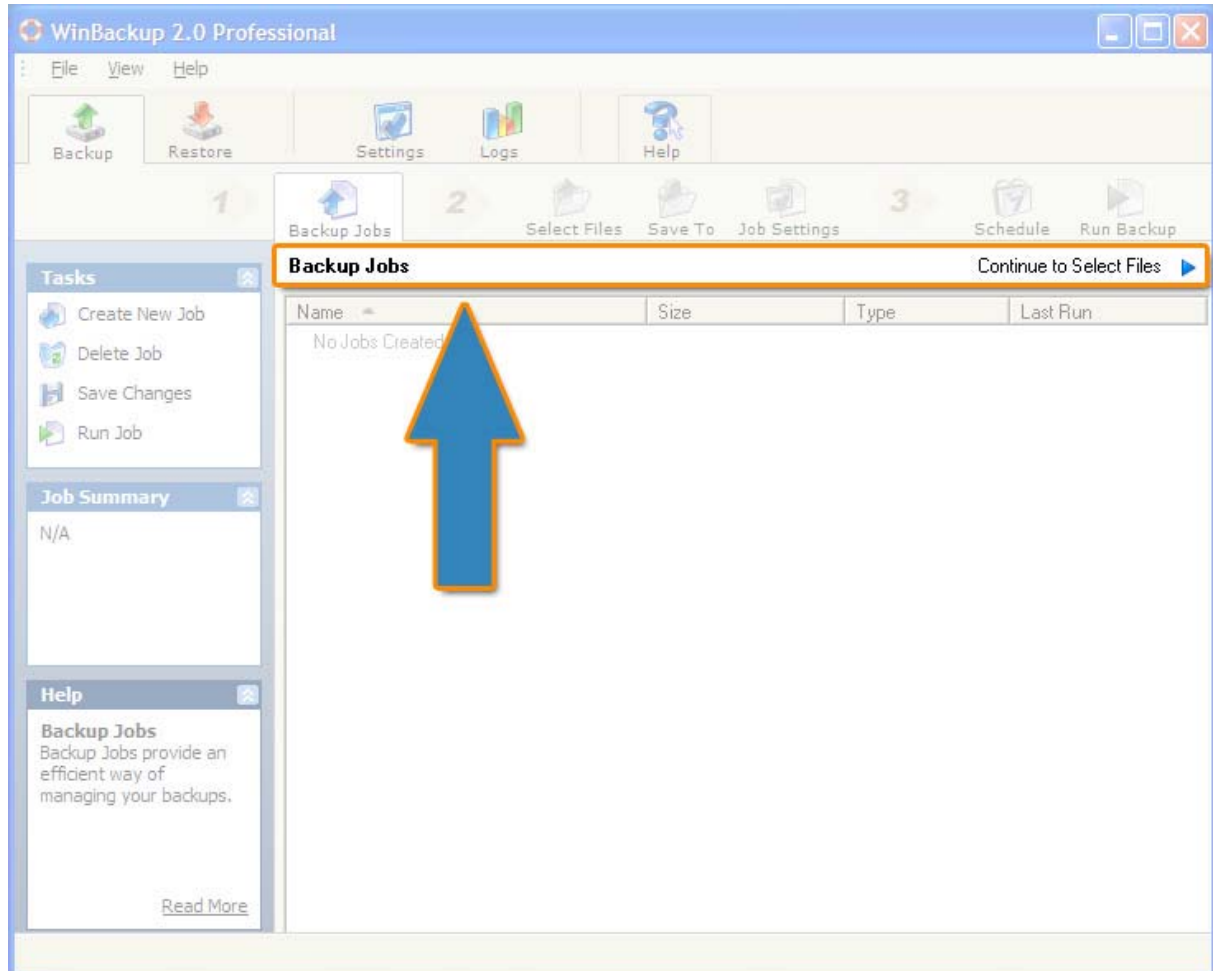 WinBackup 2.0 Professional
File View Help
Backup Restore Settings Logs Help
1 Backup Jobs 2 Select Files Save To Job Settings 3 Schedule Run Backup
Backup Jobs Continue to Select Files
Tasks
Create New Job
Delete Job
Save Changes
Run Job
Job Summary
N/A
Help
Backup Jobs
Backup Jobs provide an
efficient way of
managing your backups.
Read More
Name Size Type Last Run
No Jobs Created